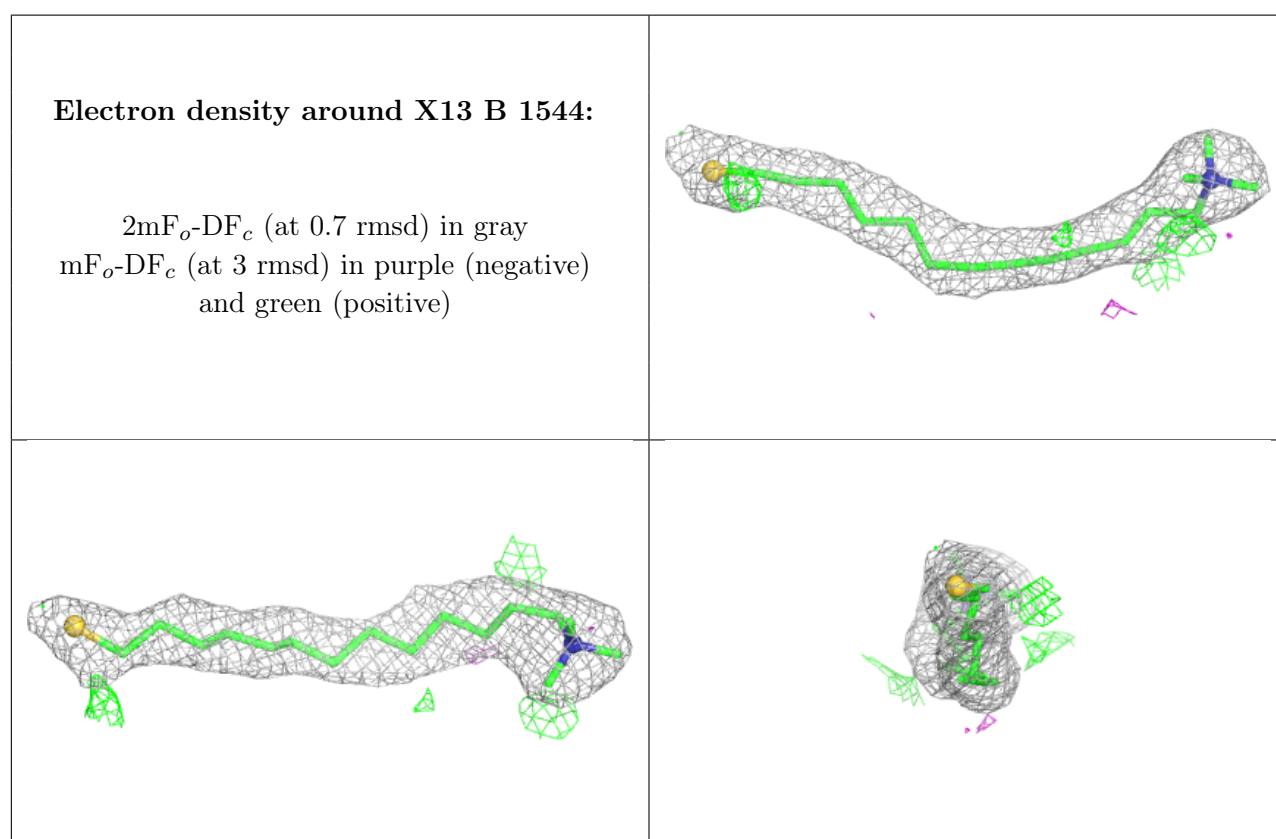 Electron density around X13 B 1544:
2mFo-DFc (at 0.7 rmsd) in gray
mFo-DFc (at 3 rmsd) in purple (negative)
and green (positive)